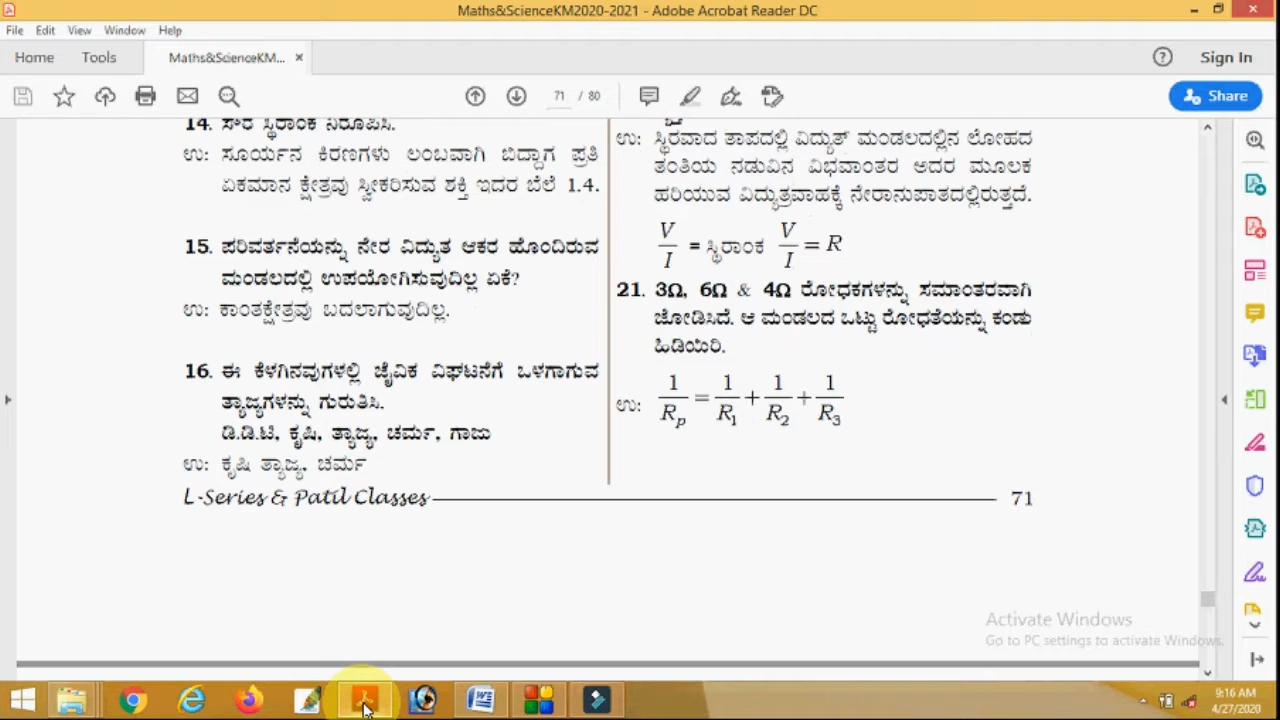 Maths&ScienceKM2020-2021 - Adobe Acrobat Reader DC
File Edit View Window Help
Home Tools Maths&ScienceKM... × Sign In
71 / 80 Share
14. ಸೌರ ಸ್ಥಿರಾಂಕ ನಿರೂಪಿಸಿ.
ಉ: ಸೂರ್ಯನ ಕಿರಣಗಳು ಲಂಬವಾಗಿ ಬಿದ್ದಾಗ ಪ್ರತಿ
ಏಕಮಾನ ಕ್ಷೇತ್ರವು ಸ್ವೀಕರಿಸುವ ಶಕ್ತಿ ಇದರ ಬೆಲೆ 1.4.
15. ಪರಿವರ್ತನೆಯನ್ನು ನೇರ ವಿದ್ಯುತ ಆಕರ ಹೊಂದಿರುವ
ಮಂಡಲದಲ್ಲಿ ಉಪಯೋಗಿಸುವುದಿಲ್ಲ ಏಕೆ?
ಉ: ಕಾಂತಕ್ಷೇತ್ರವು ಬದಲಾಗುವುದಿಲ್ಲ.
16. ಈ ಕೆಳಗಿನವುಗಳಲ್ಲಿ ಜೈವಿಕ ವಿಘಟನೆಗೆ ಒಳಗಾಗುವ
ತ್ಯಾಜ್ಯಗಳನ್ನು ಗುರುತಿಸಿ.
ಡಿ.ಡಿ.ಟಿ, ಕೃಷಿ, ತ್ಯಾಜ್ಯ, ಚರ್ಮ, ಗಾಜು
ಉ: ಕೃಷಿ ತ್ಯಾಜ್ಯ, ಚರ್ಮ
ಉ: ಸ್ಥಿರವಾದ ತಾಪದಲ್ಲಿ ವಿದ್ಯುತ್ ಮಂಡಲದಲ್ಲಿನ ಲೋಹದ
ತಂತಿಯ ನಡುವಿನ ವಿಭವಾಂತರ ಅದರ ಮೂಲಕ
ಹರಿಯುವ ವಿದ್ಯುತ್ರವಾಹಕ್ಕೆ ನೇರಾನುಪಾತದಲ್ಲಿರುತ್ತದೆ.
V/I = ಸ್ಥಿರಾಂಕ V/I = R
21. 3Ω, 6Ω & 4Ω ರೋಧಕಗಳನ್ನು ಸಮಾಂತರವಾಗಿ
ಜೋಡಿಸಿದೆ. ಆ ಮಂಡಲದ ಒಟ್ಟು ರೋಧತೆಯನ್ನು ಕಂಡು
ಹಿಡಿಯಿರಿ.
ಉ: 1/Rp = 1/R1 + 1/R2 + 1/R3
L-Series & Patil Classes 71
Activate Windows
Go to PC settings to activate Windows.
9:16 AM
4/27/2020